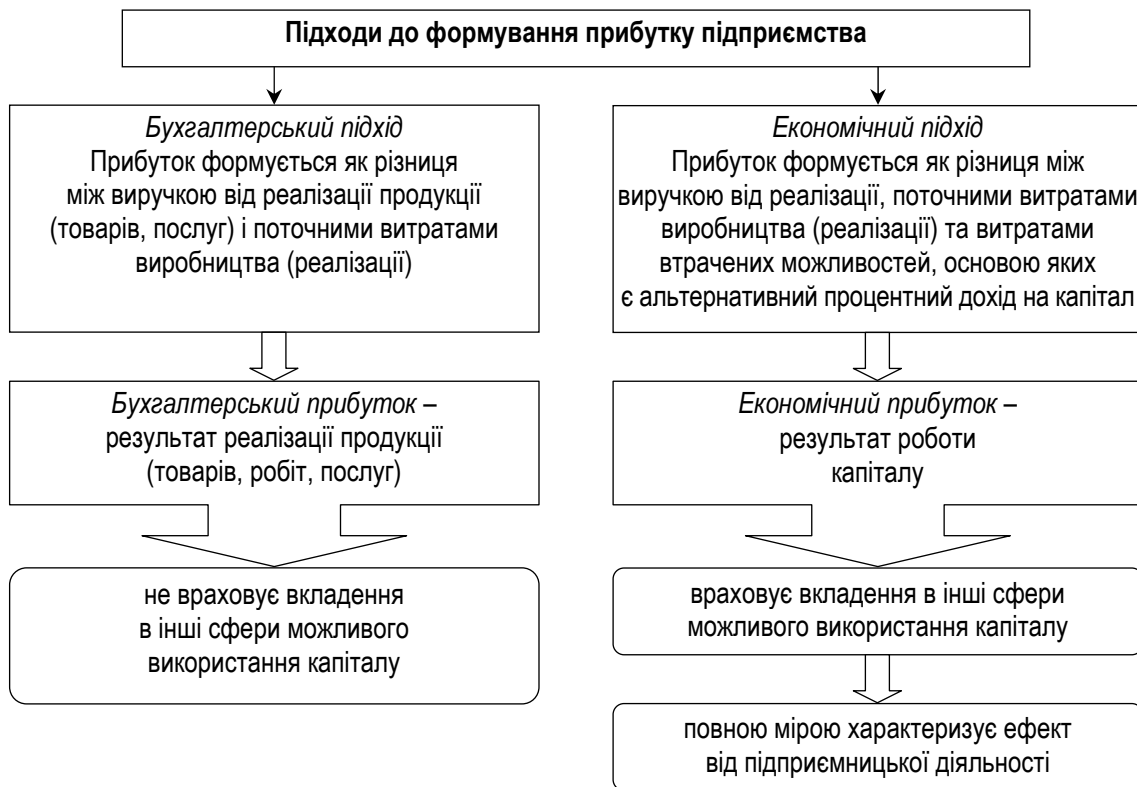 Підходи до формування прибутку підприємства
Бухгалтерський підхід
Прибуток формується як різниця
між виручкою від реалізації продукції
(товарів, послуг) і поточними витратами
виробництва (реалізації)
Економічний підхід
Прибуток формується як різниця між
виручкою від реалізації, поточними витратами
виробництва (реалізації) та витратами
втрачених можливостей, основою яких
є альтернативний процентний дохід на капітал
Бухгалтерський прибуток –
результат реалізації продукції
(товарів, робіт, послуг)
Економічний прибуток –
результат роботи
капіталу
не враховує вкладення
в інші сфери можливого
використання капіталу
враховує вкладення в інші сфери
можливого використання капіталу
повною мірою характеризує ефект
від підприємницької діяльності